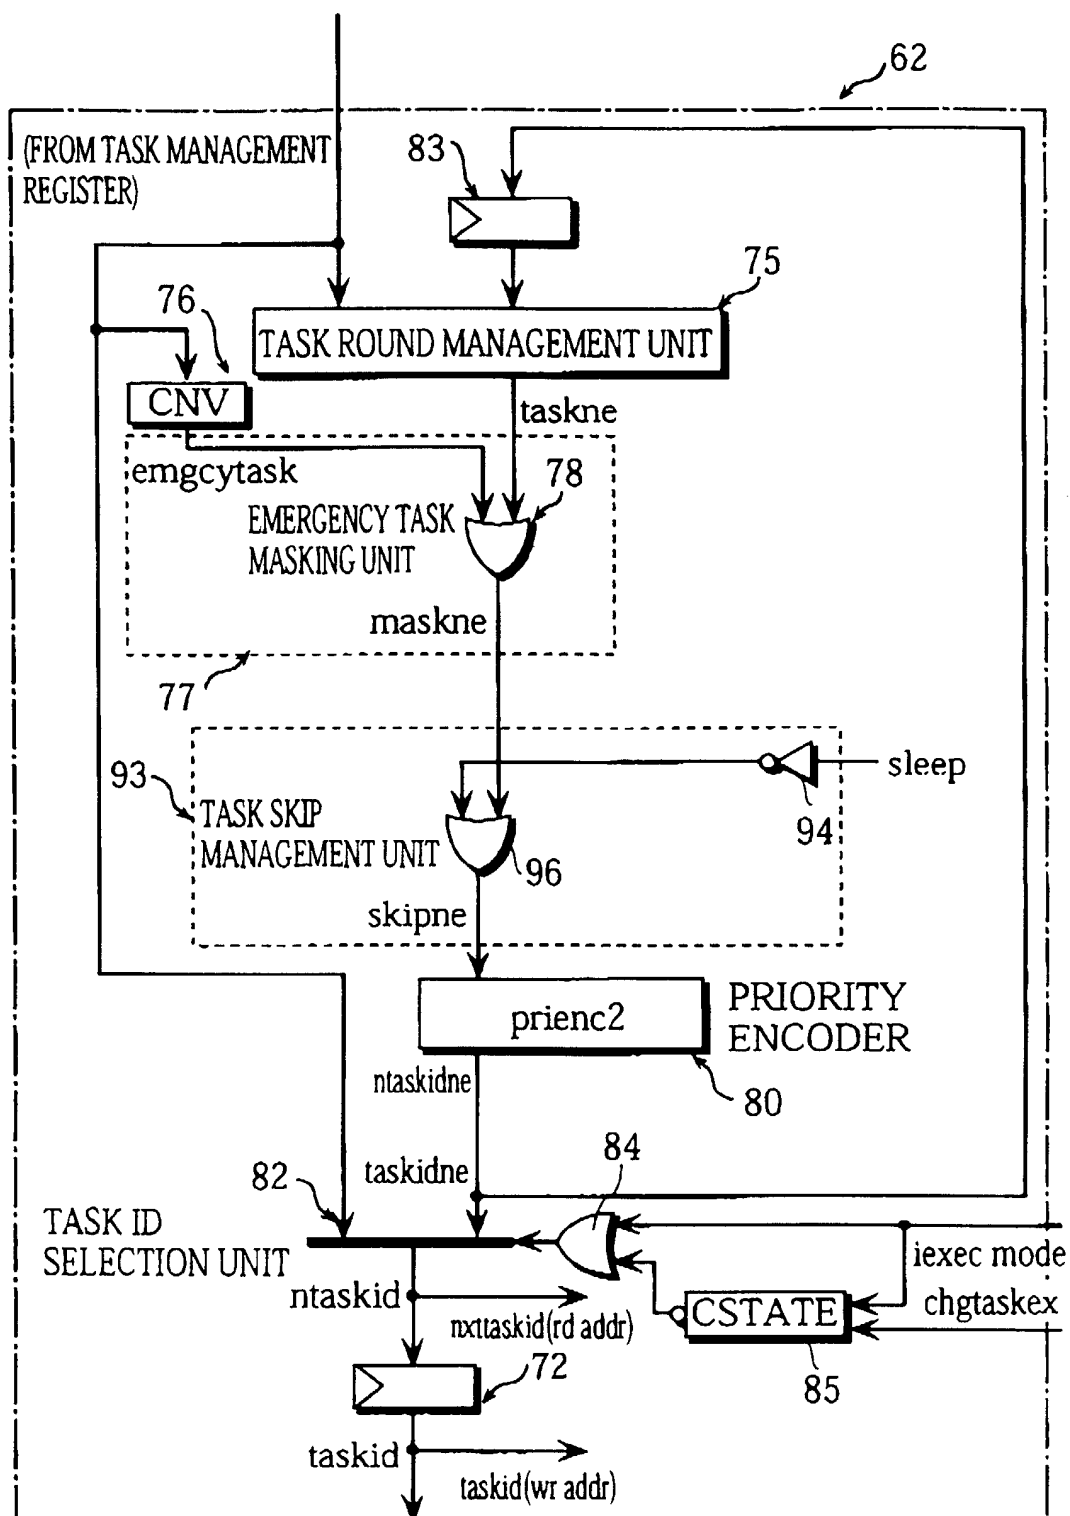 62
(FROM TASK MANAGEMENT
REGISTER)
83
75
76
TASK ROUND MANAGEMENT UNIT
CNV
taskne
emgcytask
78
EMERGENCY TASK
MASKING UNIT
maskne
77
93
sleep
94
TASK SKIP
MANAGEMENT UNIT
96
skipne
prienc2
PRIORITY
ENCODER
ntaskidne
80
84
taskidne
82
TASK ID
SELECTION UNIT
iexec mode
ntaskid
chgtaskex
CSTATE
nxttaskid(rd addr)
72
85
taskid
taskid(wr addr)